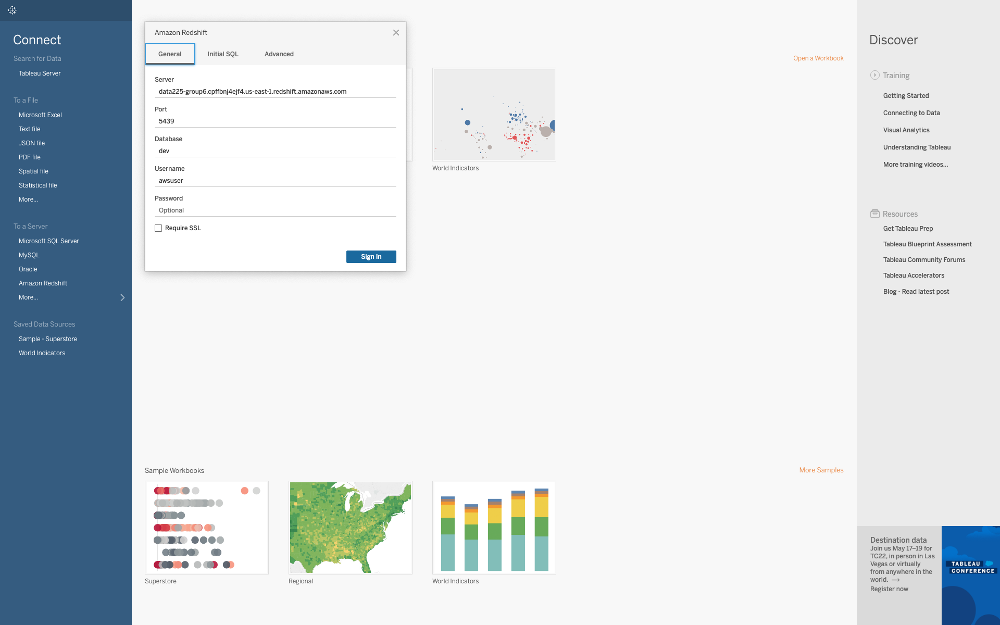 Connect
Search for Data
Tableau Server
To a File
Microsoft Excel
Text file
JSON file
PDF file
Spatial file
Statistical file
More...
To a Server
Microsoft SQL Server
MySQL
Oracle
Amazon Redshift
More...
Saved Data Sources
Sample - Superstore
World Indicators
Amazon Redshift
General
Initial SQL
Advanced
Server
data225-group6.cpffbnj4ejf4.us-east-1.redshift.amazonaws.com
Port
5439
Database
dev
Username
awsuser
Password
Optional
Require SSL
Sign In
Open a Workbook
World Indicators
Sample Workbooks
More Samples
Superstore
Regional
World Indicators
Discover
Training
Getting Started
Connecting to Data
Visual Analytics
Understanding Tableau
More training videos...
Resources
Get Tableau Prep
Tableau Blueprint Assessment
Tableau Community Forums
Tableau Accelerators
Blog - Read latest post
Destination data
Join us May 17–19 for
TC22, in person in Las
Vegas or virtually
from anywhere in the
world. →
Register now
TABLEAU
CONFERENCE